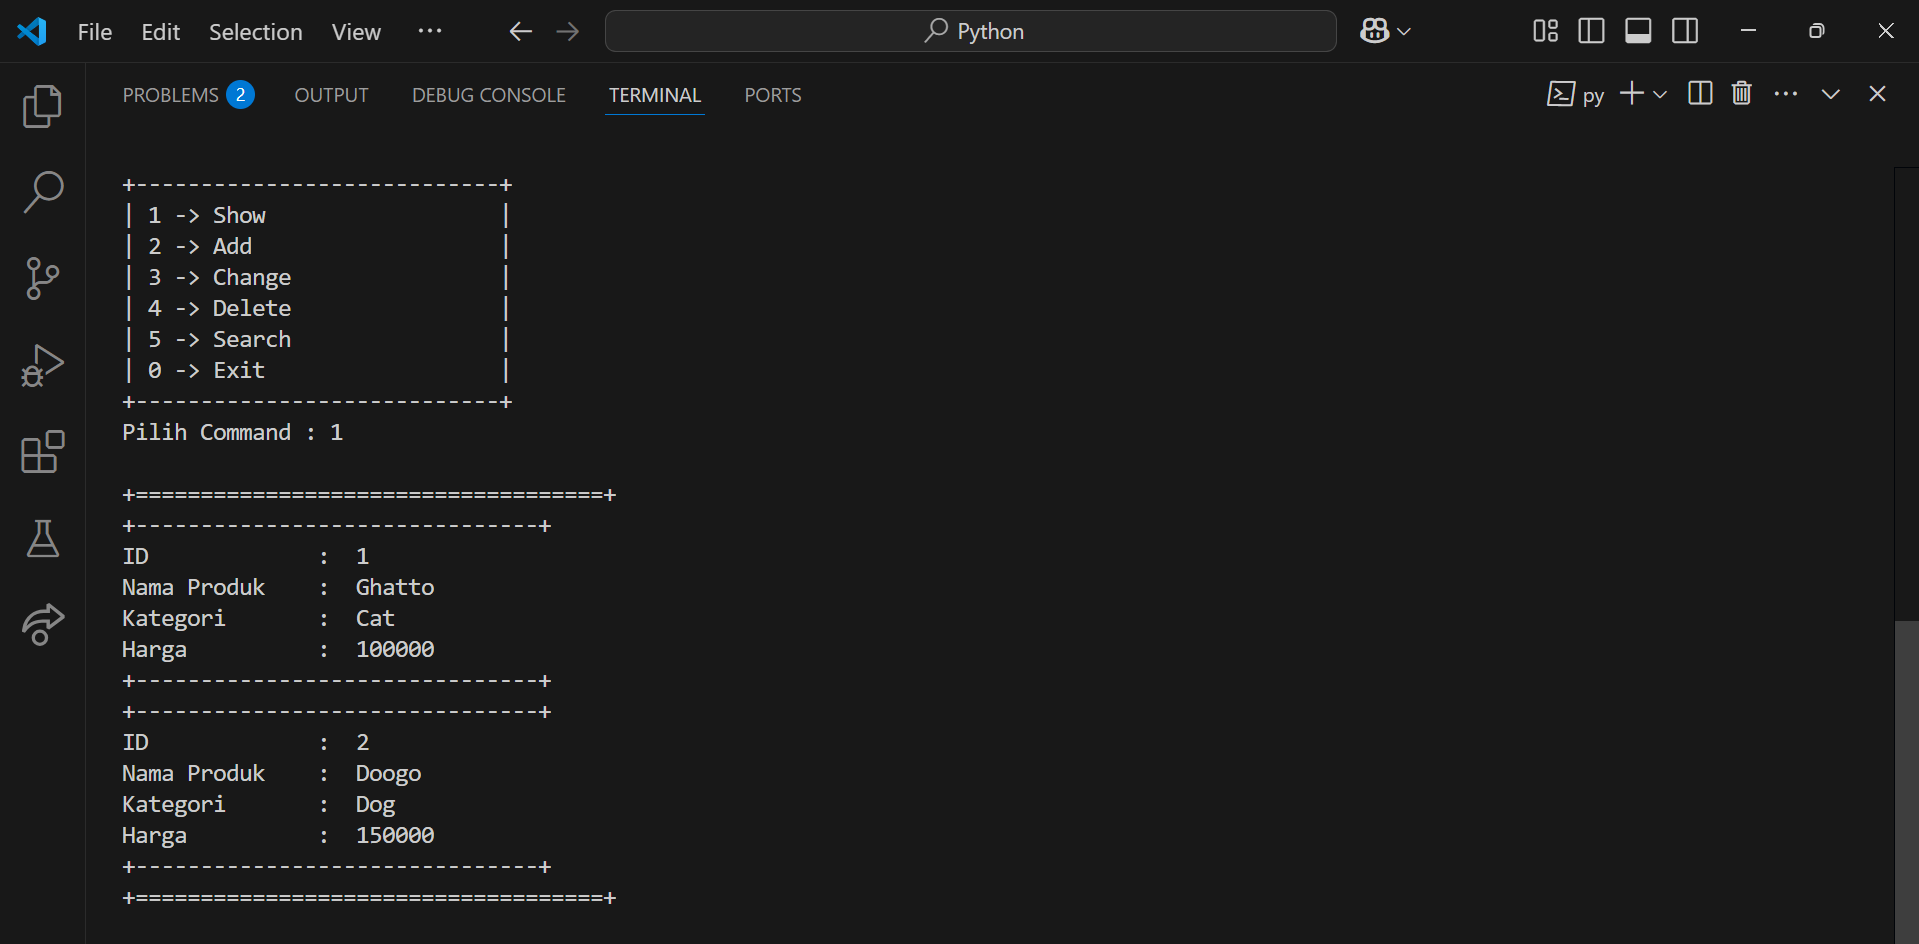 File Edit Selection View ··· Python
PROBLEMS 2 OUTPUT DEBUG CONSOLE TERMINAL PORTS py
+----------------------------+
| 1 -> Show                  |
| 2 -> Add                   |
| 3 -> Change                |
| 4 -> Delete                |
| 5 -> Search                |
| 0 -> Exit                  |
+----------------------------+
Pilih Command : 1
+====================================+
+-------------------------------+
ID             :  1
Nama Produk    :  Ghatto
Kategori       :  Cat
Harga          :  100000
+-------------------------------+
+-------------------------------+
ID             :  2
Nama Produk    :  Doogo
Kategori       :  Dog
Harga          :  150000
+-------------------------------+
+====================================+